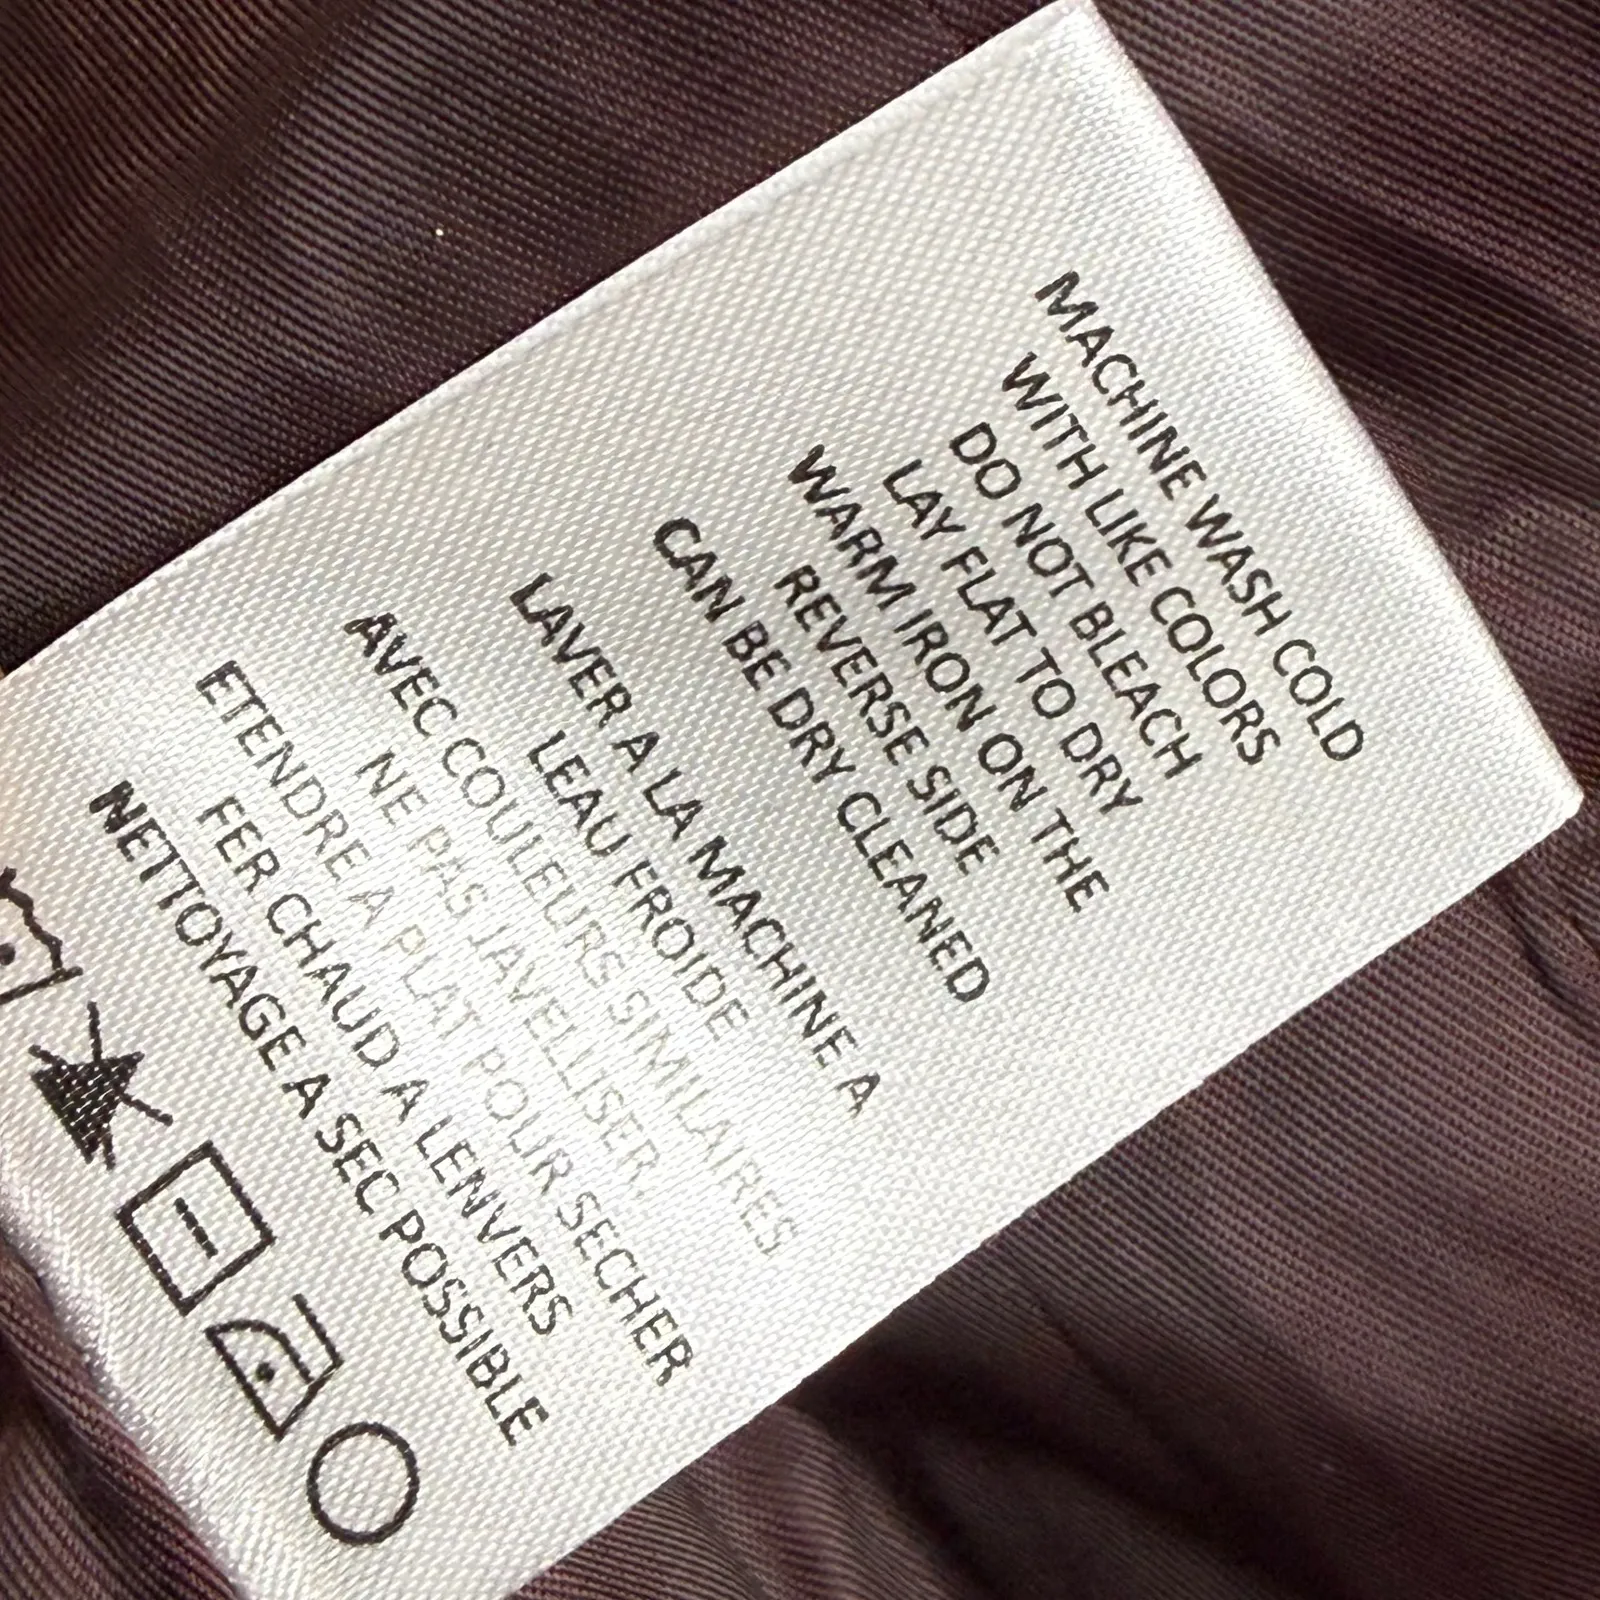 MACHINE WASH COLD
WITH LIKE COLORS
DO NOT BLEACH
LAY FLAT TO DRY
WARM IRON ON THE
REVERSE SIDE
CAN BE DRY CLEANED
LAVER A LA MACHINE A
LEAU FROIDE
AVEC COULEURS SIMILAIRES
NE PAS JAVELLISER,
ETENDRE A PLAT POUR SECHER
FER CHAUD A LENVERS
NETTOYAGE A SEC POSSIBLE